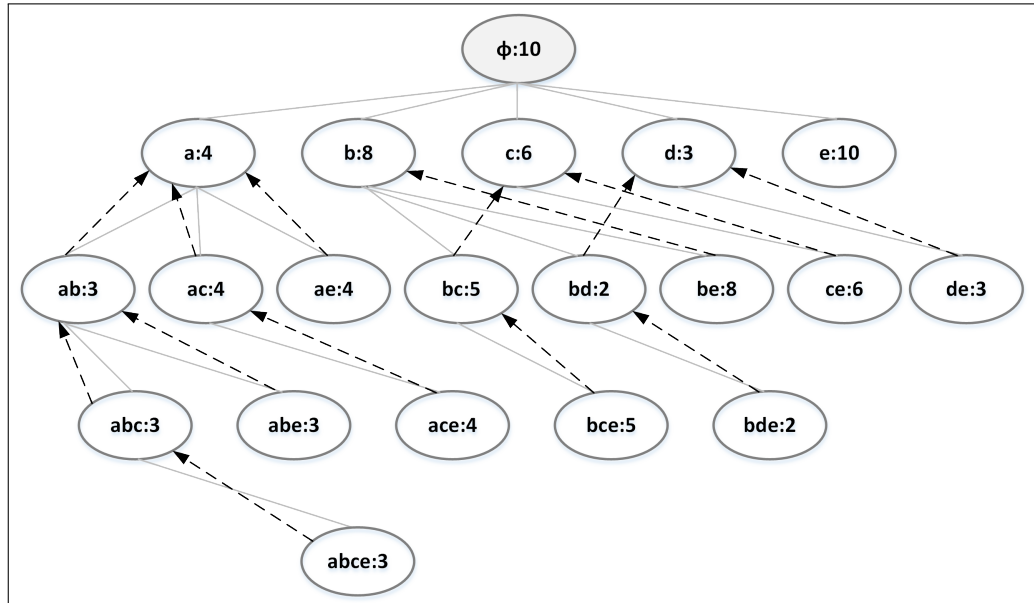 ф:10
a:4
b:8
c:6
d:3
e:10
ab:3
ac:4
ae:4
bc:5
bd:2
be:8
ce:6
de:3
abc:3
abe:3
ace:4
bce:5
bde:2
abce:3